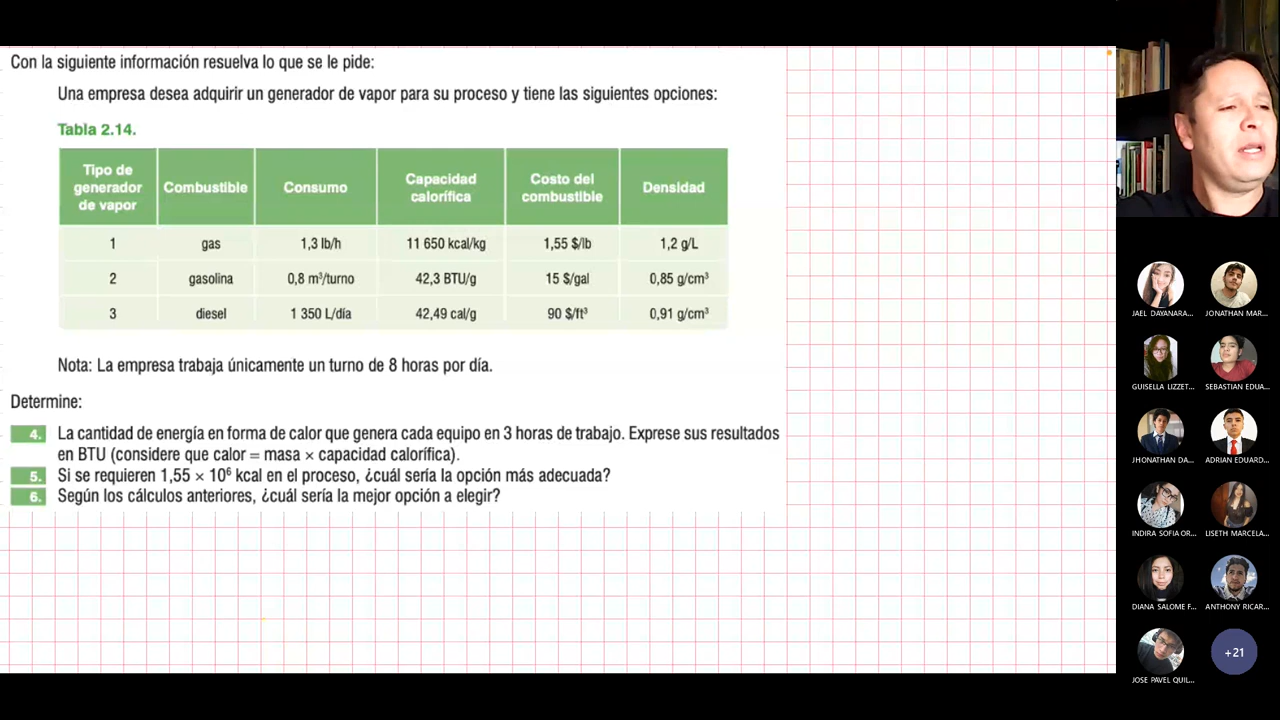 Con la siguiente información resuelva lo que se le pide:
Una empresa desea adquirir un generador de vapor para su proceso y tiene las siguientes opciones:
Tabla 2.14.
Tipo de generador de vapor Combustible Consumo Capacidad calorífica Costo del combustible Densidad
1 gas 1,3 lb/h 11 650 kcal/kg 1,55 $/lb 1,2 g/L
2 gasolina 0,8 m³/turno 42,3 BTU/g 15 $/gal 0,85 g/cm³
3 diesel 1 350 L/día 42,49 cal/g 90 $/ft³ 0,91 g/cm³
Nota: La empresa trabaja únicamente un turno de 8 horas por día.
Determine:
4. La cantidad de energía en forma de calor que genera cada equipo en 3 horas de trabajo. Exprese sus resultados
en BTU (considere que calor = masa × capacidad calorífica).
5. Si se requieren 1,55 × 10⁶ kcal en el proceso, ¿cuál sería la opción más adecuada?
6. Según los cálculos anteriores, ¿cuál sería la mejor opción a elegir?
JAEL DAYANARA... JONATHAN MAR...
GUISELLA LIZZET... SEBASTIAN EDUA...
JHONATHAN DA... ADRIAN EDUARD...
INDIRA SOFIA OR... LISETH MARCELA...
DIANA SALOME F... ANTHONY RICAR...
JOSE PAVEL QUIL... +21